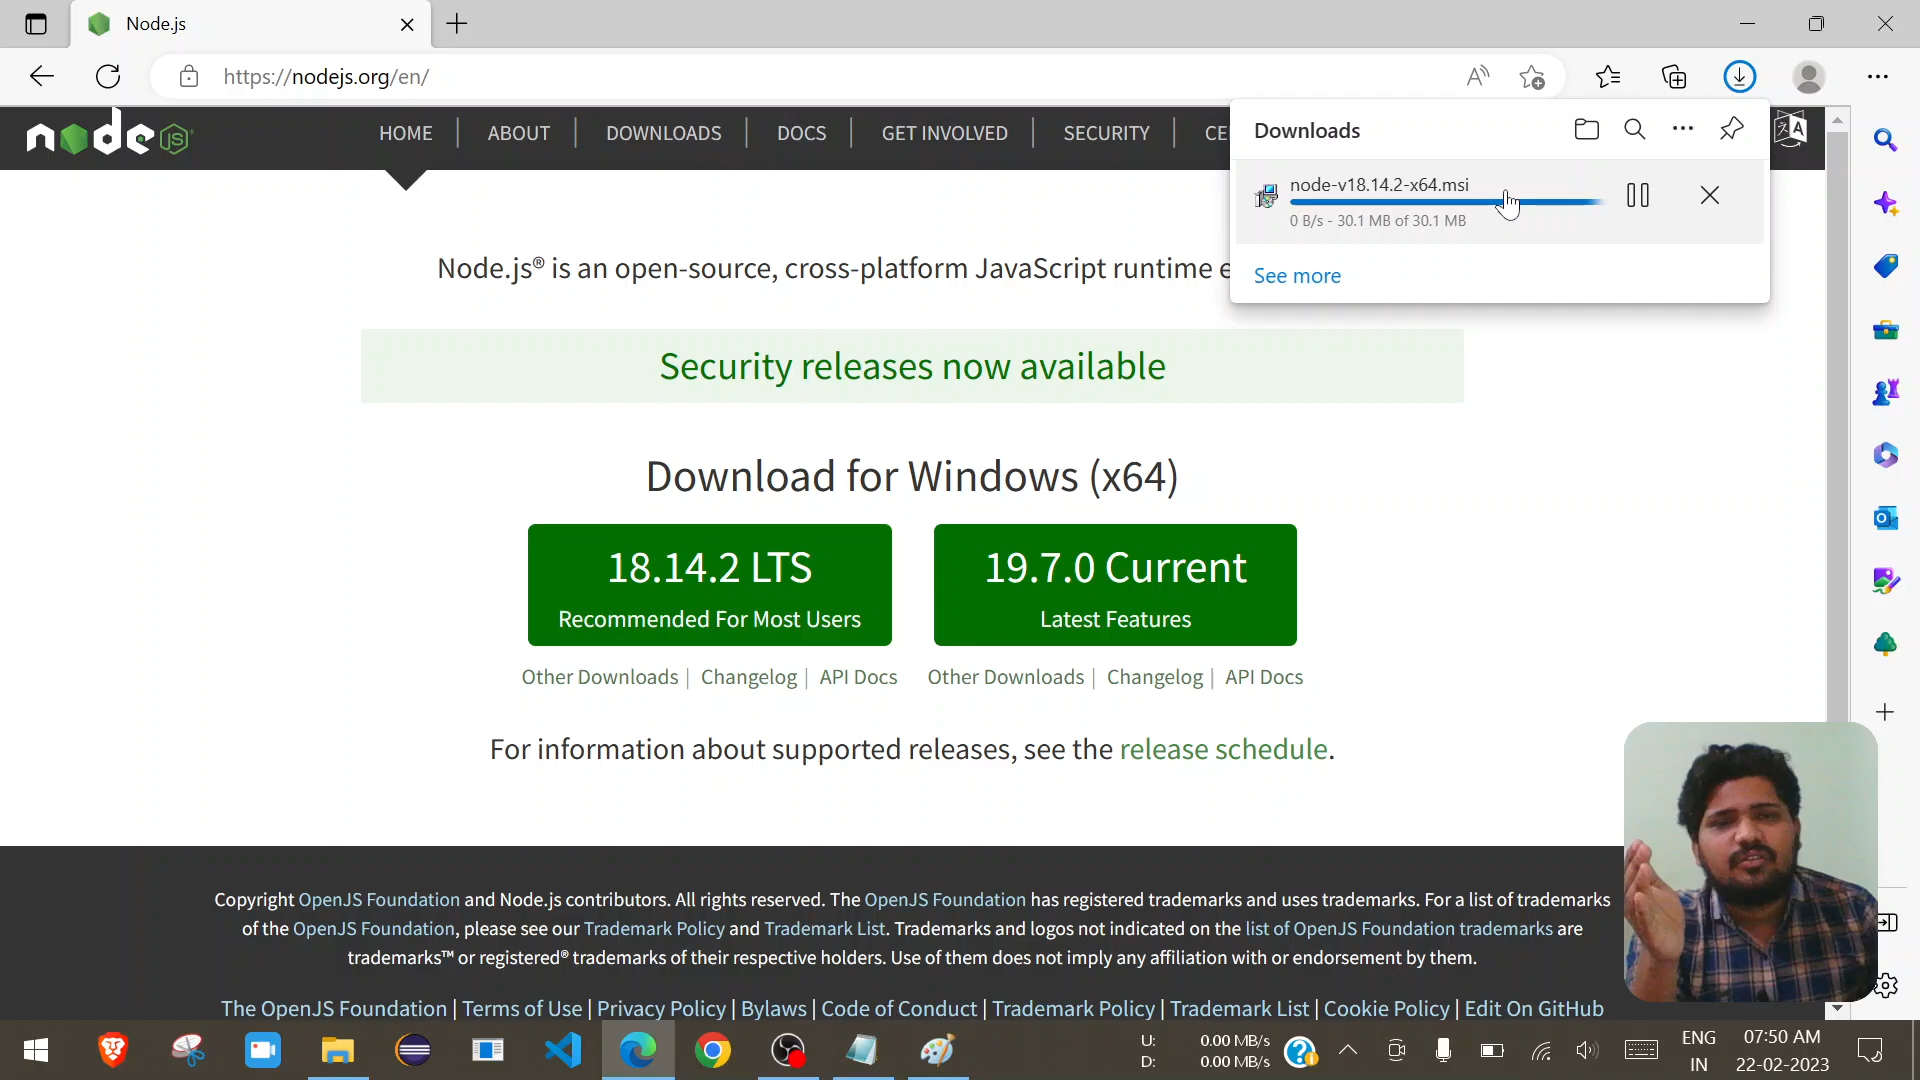 Node.js
https://nodejs.org/en/
node JS
HOME | ABOUT | DOWNLOADS | DOCS | GET INVOLVED | SECURITY | CE
Downloads
node-v18.14.2-x64.msi
0 B/s - 30.1 MB of 30.1 MB
See more
Node.js® is an open-source, cross-platform JavaScript runtime e
Security releases now available
Download for Windows (x64)
18.14.2 LTS
Recommended For Most Users
19.7.0 Current
Latest Features
Other Downloads | Changelog | API Docs
Other Downloads | Changelog | API Docs
For information about supported releases, see the release schedule.
Copyright OpenJS Foundation and Node.js contributors. All rights reserved. The OpenJS Foundation has registered trademarks and uses trademarks. For a list of trademarks
of the OpenJS Foundation, please see our Trademark Policy and Trademark List. Trademarks and logos not indicated on the list of OpenJS Foundation trademarks are
trademarks™ or registered® trademarks of their respective holders. Use of them does not imply any affiliation with or endorsement by them.
The OpenJS Foundation | Terms of Use | Privacy Policy | Bylaws | Code of Conduct | Trademark Policy | Trademark List | Cookie Policy | Edit On GitHub
U: 0.00 MB/s
D: 0.00 MB/s
ENG
IN
07:50 AM
22-02-2023